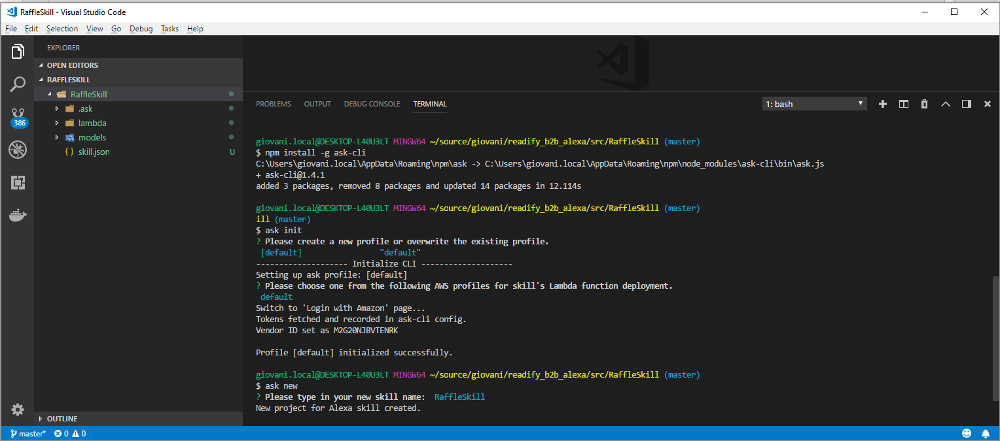 RaffleSkill - Visual Studio Code
File Edit Selection View Go Debug Tasks Help
EXPLORER
OPEN EDITORS
RAFFLESKILL
RaffleSkill
.ask
lambda
models
{ } skill.json U
386
OUTLINE
PROBLEMS OUTPUT DEBUG CONSOLE TERMINAL
1: bash
giovani.local@DESKTOP-L40U3LT MINGW64 ~/source/giovani/readify_b2b_alexa/src/RaffleSkill (master)
$ npm install -g ask-cli
C:\Users\giovani.local\AppData\Roaming\npm\ask -> C:\Users\giovani.local\AppData\Roaming\npm\node_modules\ask-cli\bin\ask.js
+ ask-cli@1.4.1
added 3 packages, removed 8 packages and updated 14 packages in 12.114s
giovani.local@DESKTOP-L40U3LT MINGW64 ~/source/giovani/readify_b2b_alexa/src/RaffleSkill (master)
ill (master)
$ ask init
? Please create a new profile or overwrite the existing profile.
[default] "default"
-------------------- Initialize CLI --------------------
Setting up ask profile: [default]
? Please choose one from the following AWS profiles for skill's Lambda function deployment.
default
Switch to 'Login with Amazon' page...
Tokens fetched and recorded in ask-cli config.
Vendor ID set as M2G20NJBVTENRK
Profile [default] initialized successfully.
giovani.local@DESKTOP-L40U3LT MINGW64 ~/source/giovani/readify_b2b_alexa/src/RaffleSkill (master)
$ ask new
? Please type in your new skill name: RaffleSkill
New project for Alexa skill created.
master* 0 0